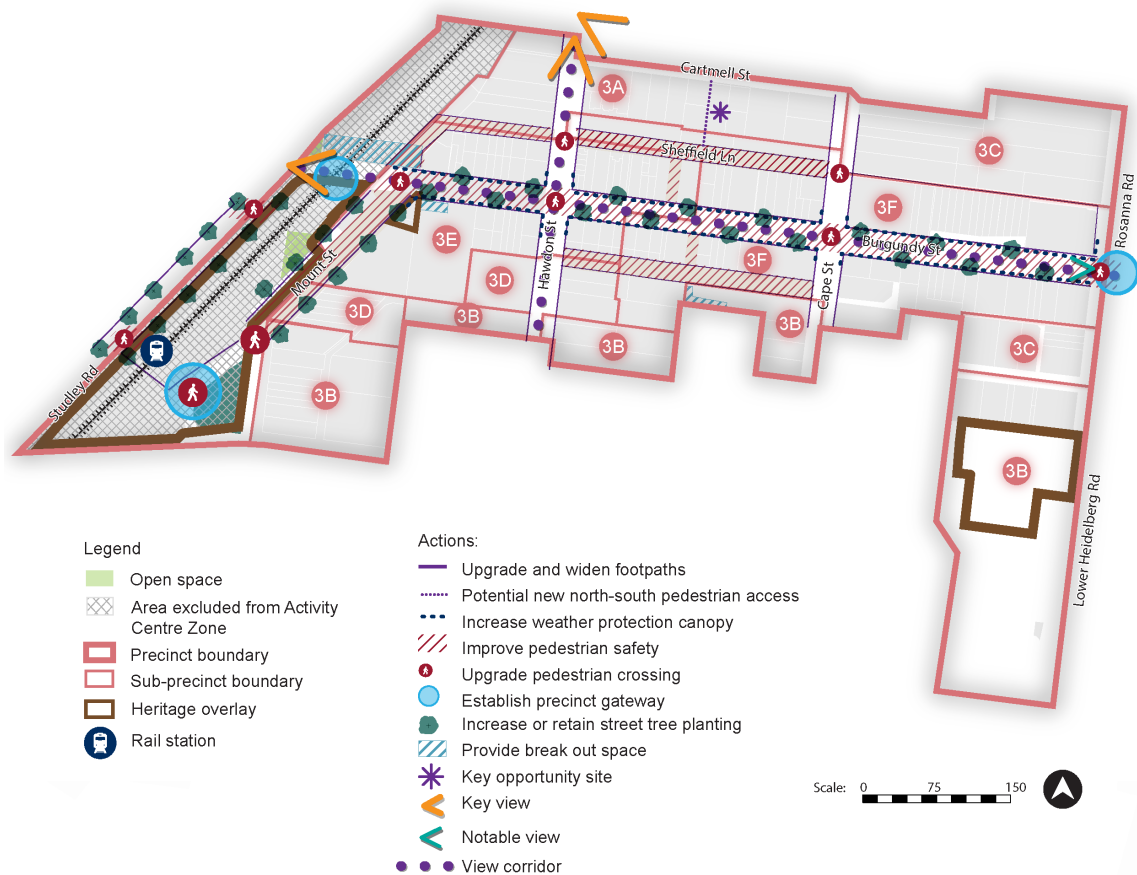 Cartmell St
3A
Sheffield Ln
3C
3F
Rosanna Rd
Burgundy St
3E
Hawdon St
3F
Mount St
3D
Cape St
3D
3B
3B
3B
3C
Studley Rd
3B
3B
Lower Heidelberg Rd
Legend
Open space
Area excluded from Activity
Centre Zone
Precinct boundary
Sub-precinct boundary
Heritage overlay
Rail station
Actions:
Upgrade and widen footpaths
Potential new north-south pedestrian access
Increase weather protection canopy
Improve pedestrian safety
Upgrade pedestrian crossing
Establish precinct gateway
Increase or retain street tree planting
Provide break out space
Key opportunity site
Key view
Notable view
View corridor
Scale: 0 75 150